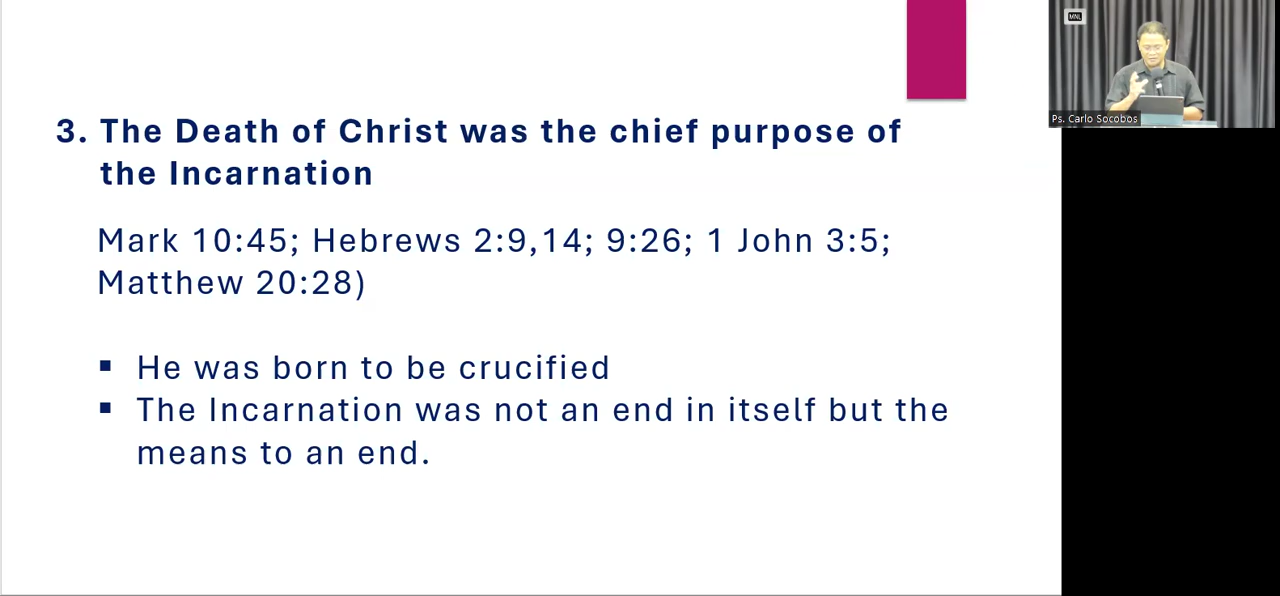 3. The Death of Christ was the chief purpose of
the Incarnation
Mark 10:45; Hebrews 2:9,14; 9:26; 1 John 3:5;
Matthew 20:28)
▪ He was born to be crucified
▪ The Incarnation was not an end in itself but the
means to an end.
MNL
Ps. Carlo Socobos